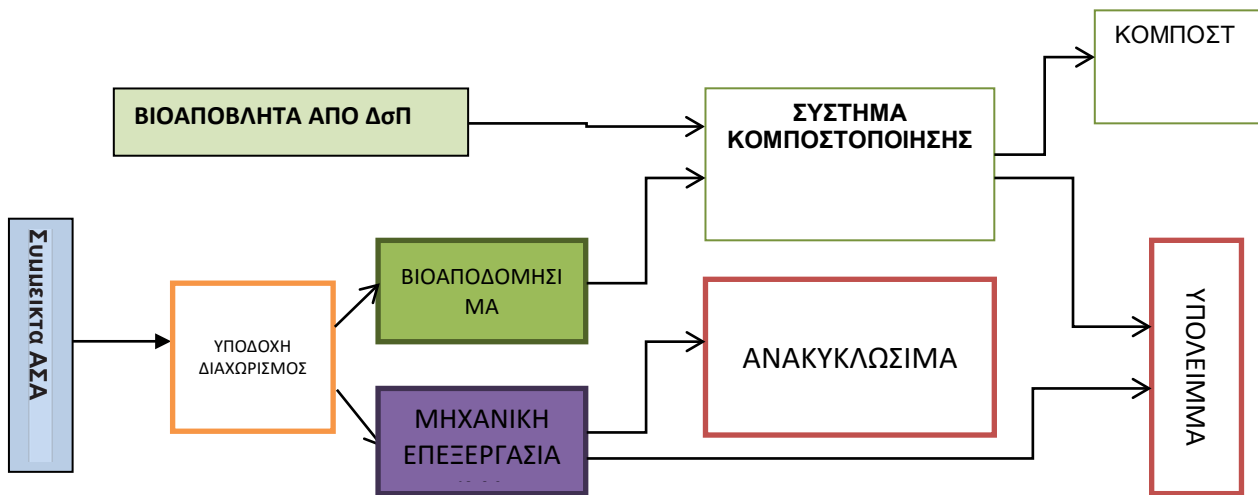 ΚΟΜΠΟΣΤ
ΒΙΟΑΠΟΒΛΗΤΑ ΑΠΟ ΔσΠ
ΣΥΣΤΗΜΑ
ΚΟΜΠΟΣΤΟΠΟΙΗΣΗΣ
Συμμεικτα ΑΣΑ
ΥΠΟΔΟΧΗ
ΔΙΑΧΩΡΙΣΜΟΣ
ΒΙΟΑΠΟΔΟΜΗΣΙ
ΜΑ
ΑΝΑΚΥΚΛΩΣΙΜΑ
ΥΠΟΛΕΙΜΜΑ
ΜΗΧΑΝΙΚΗ
ΕΠΕΞΕΡΓΑΣΙΑ